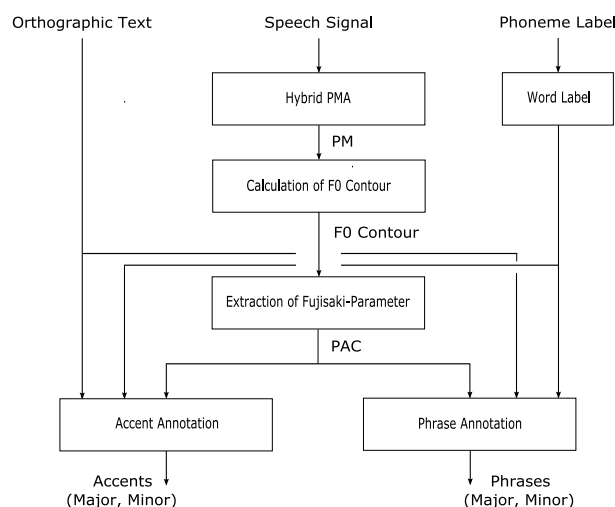 Orthographic Text
Speech Signal
Phoneme Label
Hybrid PMA
Word Label
PM
Calculation of F0 Contour
F0 Contour
Extraction of Fujisaki-Parameter
PAC
Accent Annotation
Phrase Annotation
Accents
(Major, Minor)
Phrases
(Major, Minor)